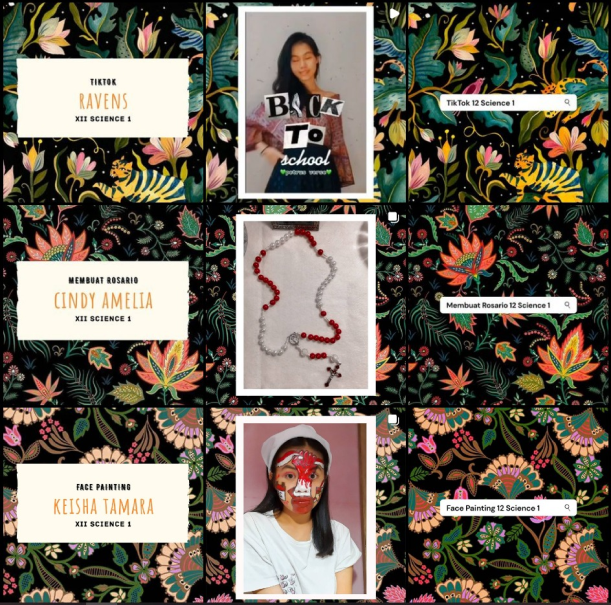 TIKTOK
RAVENS
XII SCIENCE 1
BACK
To
school
TikTok 12 Science 1
MEMBUAT ROSARIO
CINDY AMELIA
XII SCIENCE 1
Membuat Rosario 12 Science 1
FACE PAINTING
KEISHA TAMARA
XII SCIENCE 1
Face Painting 12 Science 1